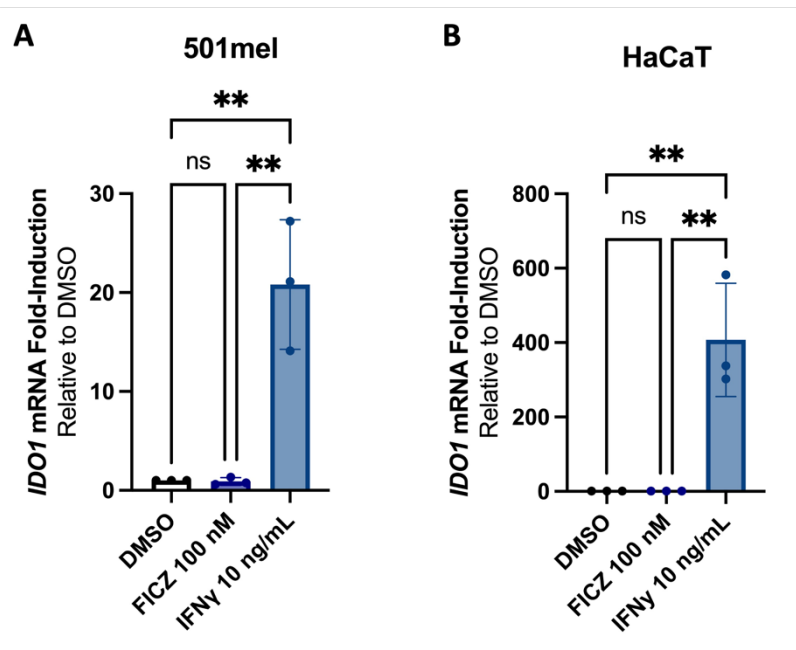 A
501mel
**
ns
**
IDO1 mRNA Fold-Induction
Relative to DMSO
30
20
10
0
DMSO
FICZ 100 nM
IFNγ 10 ng/mL
B
HaCaT
**
ns
**
IDO1 mRNA Fold-Induction
Relative to DMSO
800
600
400
200
0
DMSO
FICZ 100 nM
IFNγ 10 ng/mL